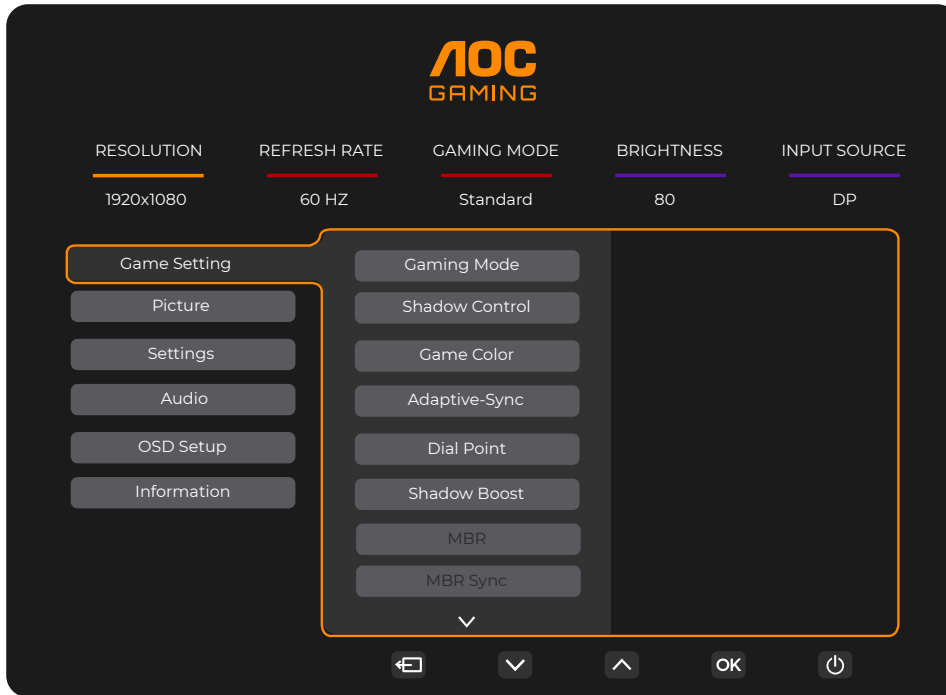 AOC
GAMING
RESOLUTION REFRESH RATE GAMING MODE BRIGHTNESS INPUT SOURCE
1920x1080 60 HZ Standard 80 DP
Game Setting
Picture
Settings
Audio
OSD Setup
Information
Gaming Mode
Shadow Control
Game Color
Adaptive-Sync
Dial Point
Shadow Boost
MBR
MBR Sync
OK